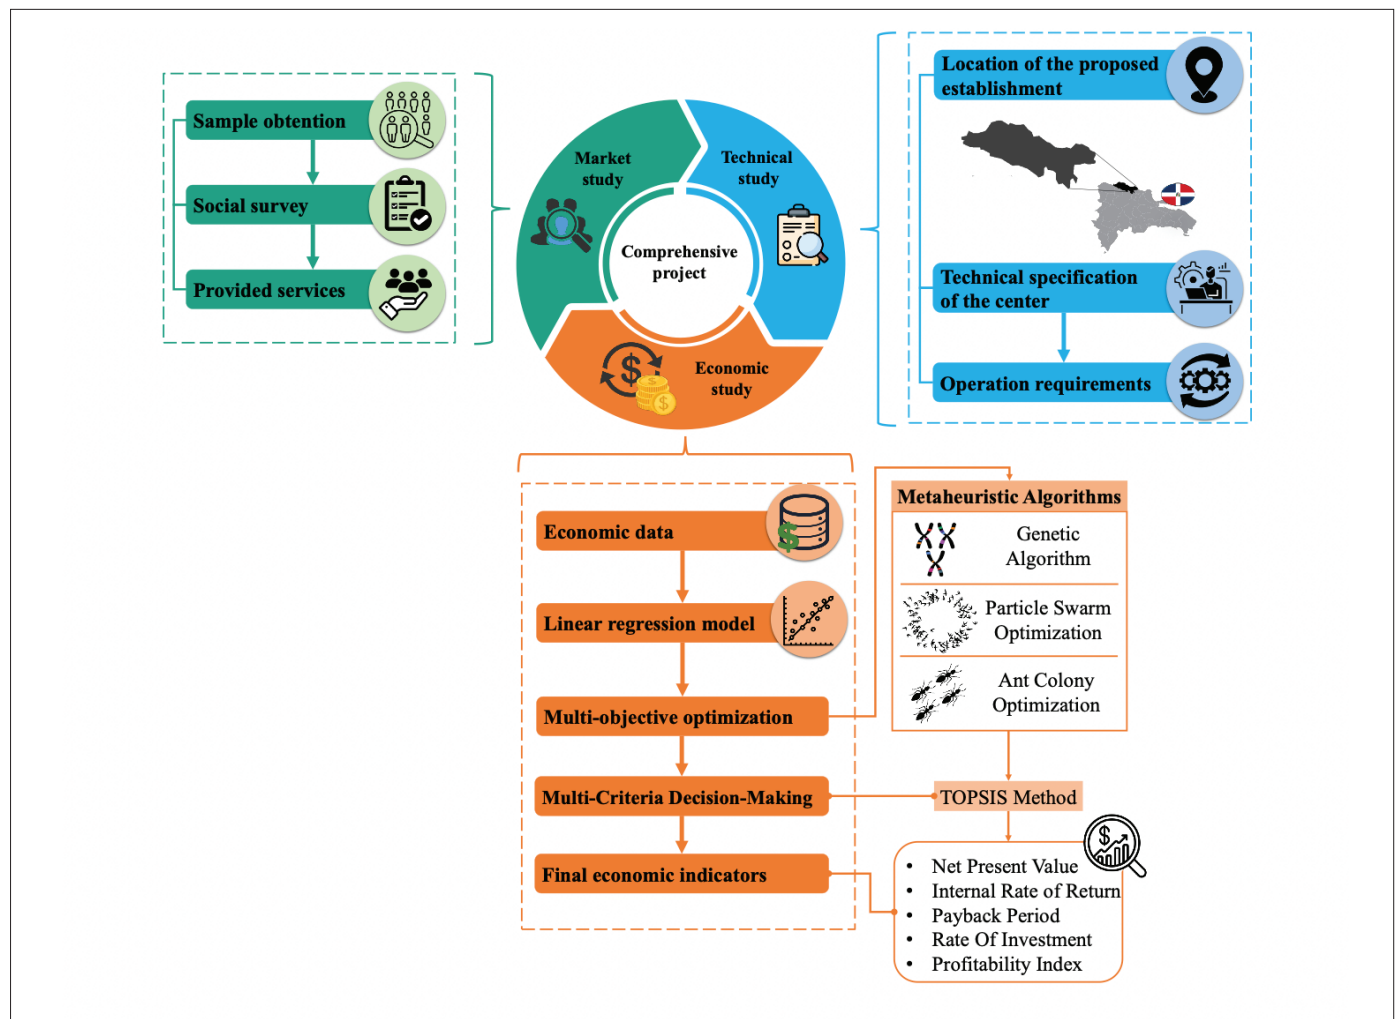 Sample obtention
Social survey
Provided services
Market
study
Technical
study
Comprehensive
project
Economic
study
Location of the proposed
establishment
Technical specification
of the center
Operation requirements
Economic data
Linear regression model
Multi-objective optimization
Multi-Criteria Decision-Making
Final economic indicators
Metaheuristic Algorithms
Genetic
Algorithm
Particle Swarm
Optimization
Ant Colony
Optimization
TOPSIS Method
• Net Present Value
• Internal Rate of Return
• Payback Period
• Rate Of Investment
• Profitability Index